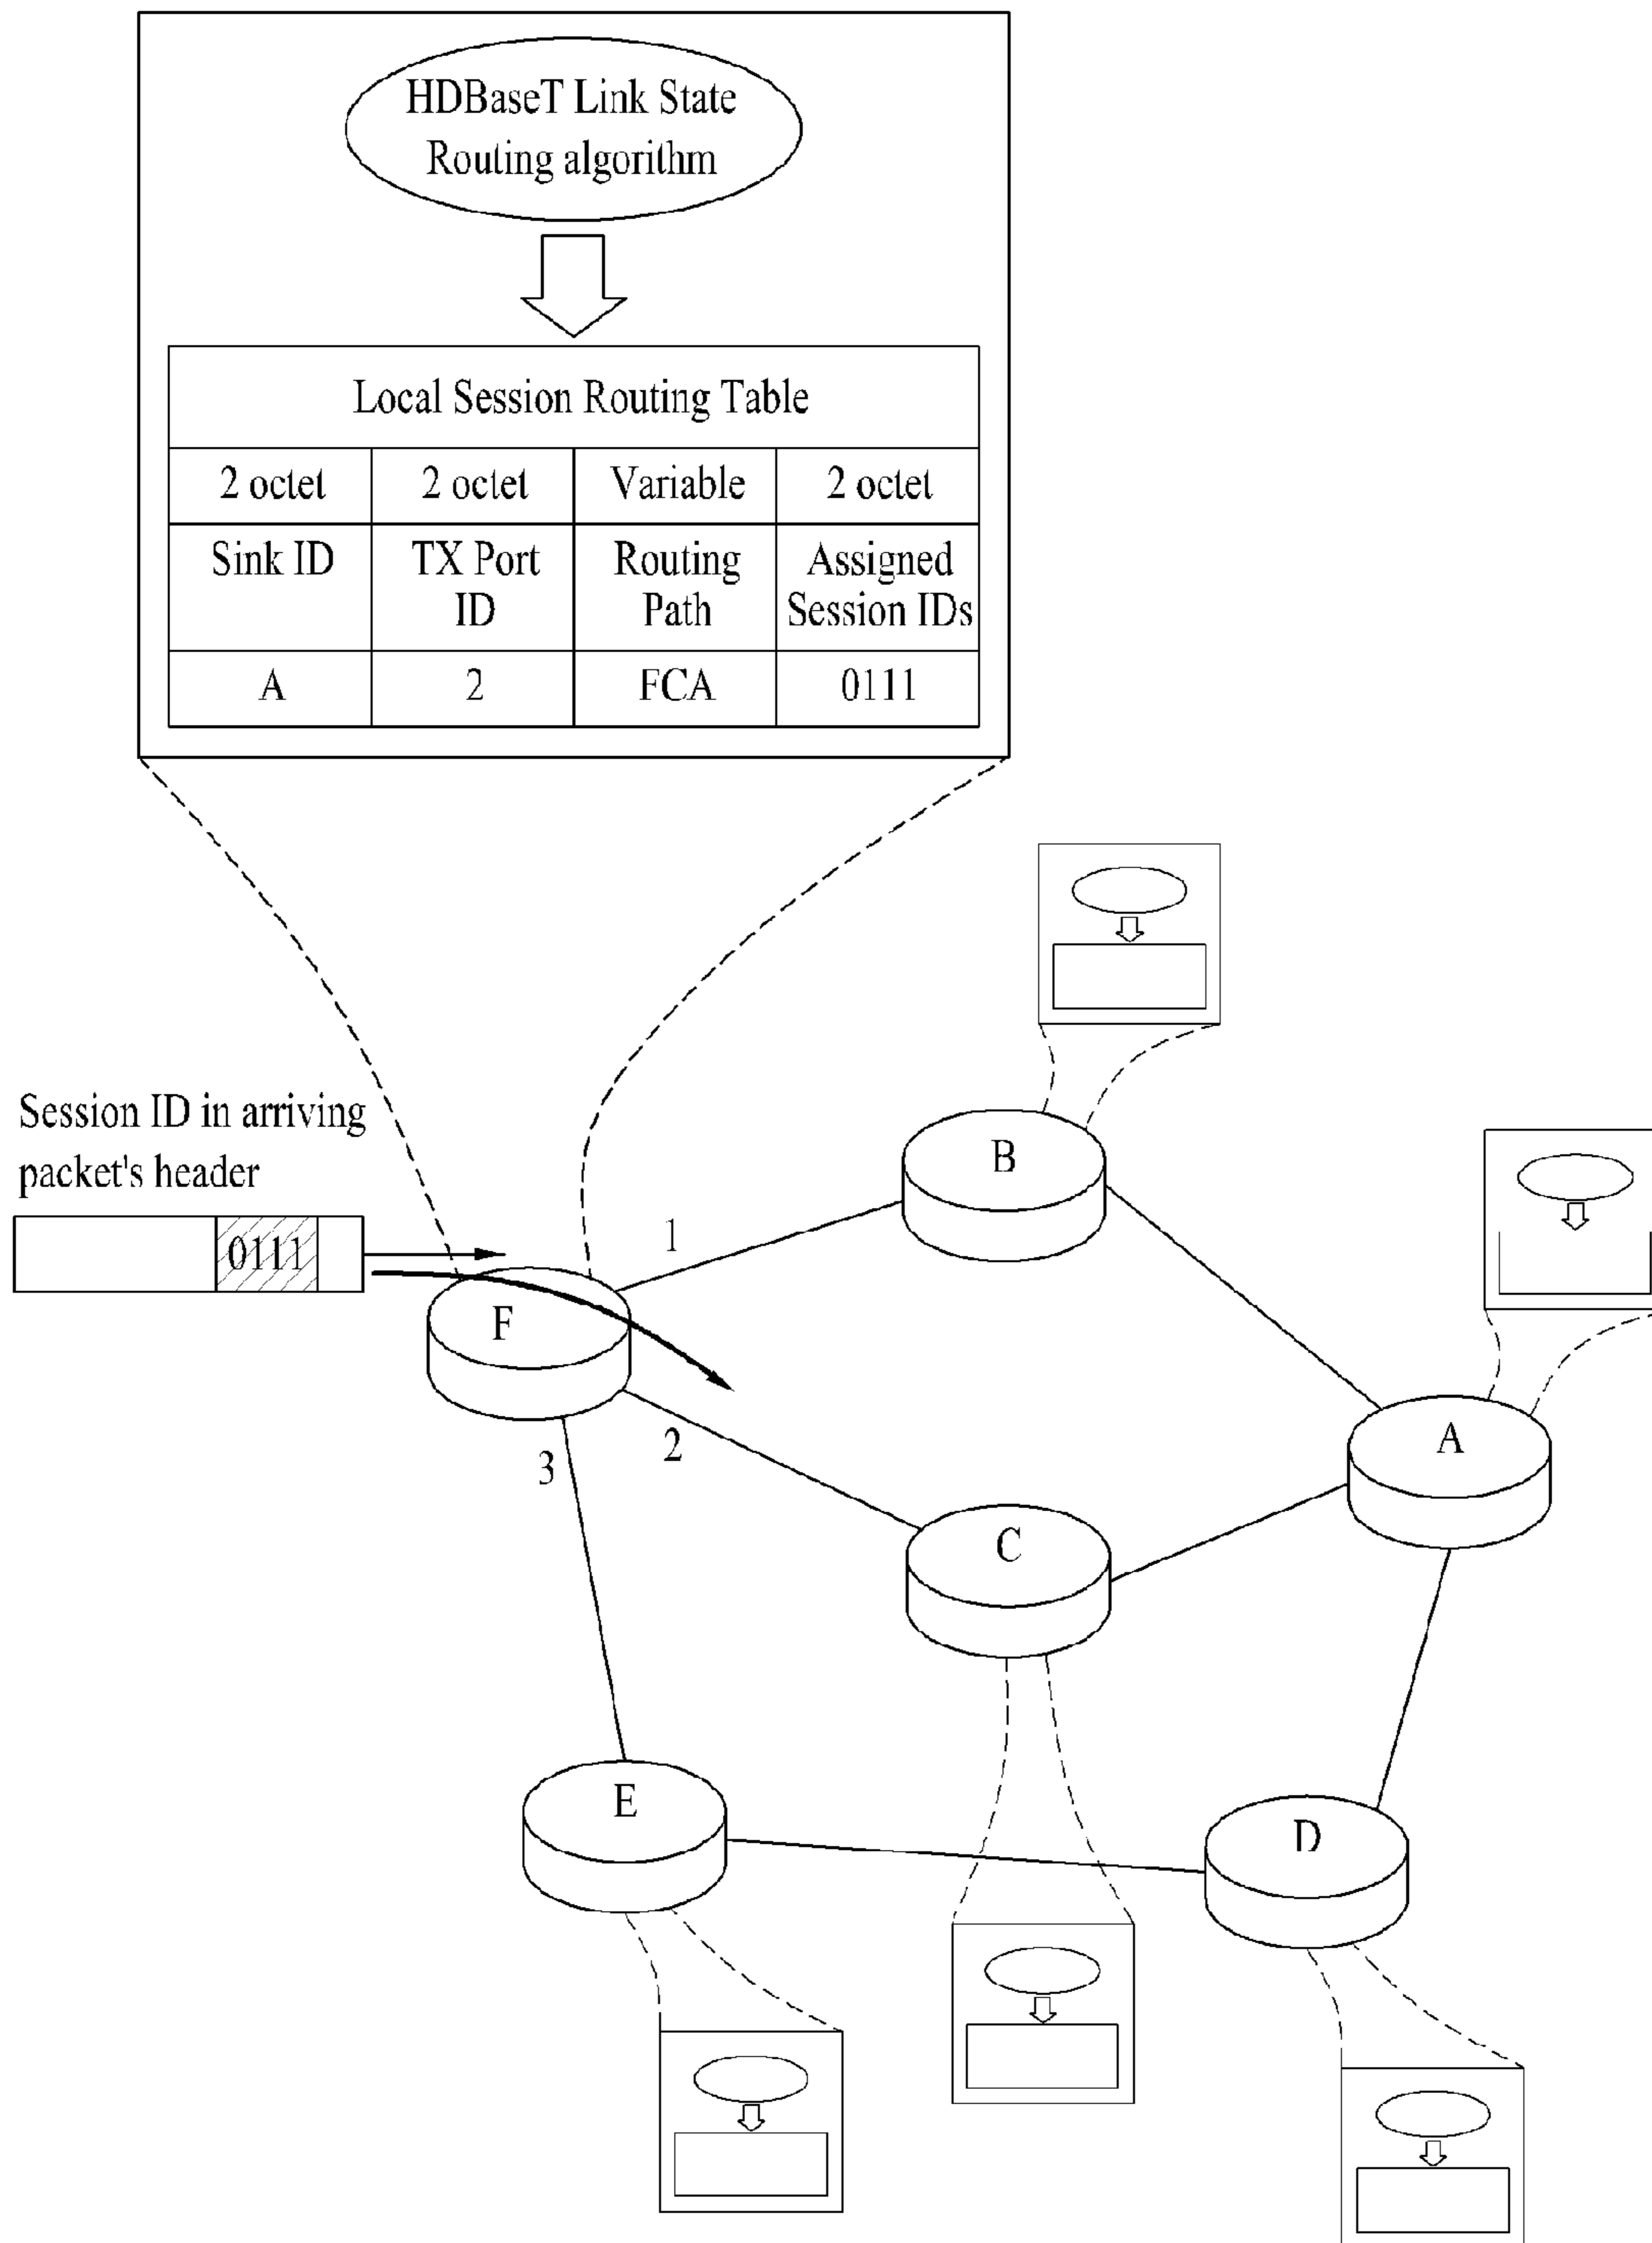 HDBaseT Link State
Routing algorithm
Local Session Routing Table
2 octet
2 octet
Variable
2 octet
Sink ID
TX Port
ID
Routing
Path
Assigned
Session IDs
A
2
FCA
0111
Session ID in arriving
packet's header
0111
B
1
F
A
2
3
C
E
D